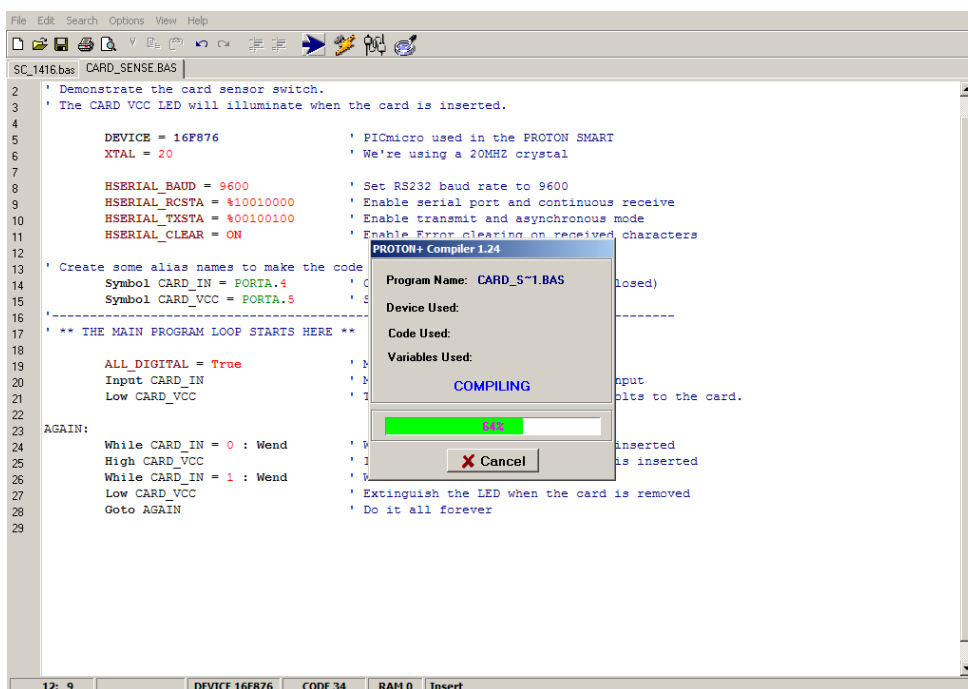 File Edit Search Options View Help
SC_1416.bas CARD_SENSE.BAS
2 ' Demonstrate the card sensor switch.
3 ' The CARD VCC LED will illuminate when the card is inserted.
4
5 DEVICE = 16F876 ' PICmicro used in the PROTON SMART
6 XTAL = 20 ' We're using a 20MHZ crystal
7
8 HSERIAL_BAUD = 9600 ' Set RS232 baud rate to 9600
9 HSERIAL_RCSTA = %10010000 ' Enable serial port and continuous receive
10 HSERIAL_TXSTA = %00100100 ' Enable transmit and asynchronous mode
11 HSERIAL_CLEAR = ON ' Enable Error clearing on received characters
12
13 ' Create some alias names to make the code
14 Symbol CARD_IN = PORTA.4 ' losed)
15 Symbol CARD_VCC = PORTA.5 ' S
16 '--------------------------------------------------------------------------------
17 ' ** THE MAIN PROGRAM LOOP STARTS HERE **
18
19 ALL_DIGITAL = True '
20 Input CARD_IN ' nput
21 Low CARD_VCC ' olts to the card.
22
23 AGAIN:
24 While CARD_IN = 0 : Wend ' inserted
25 High CARD_VCC ' is inserted
26 While CARD_IN = 1 : Wend '
27 Low CARD_VCC ' Extinguish the LED when the card is removed
28 Goto AGAIN ' Do it all forever
29
PROTON+ Compiler 1.24
Program Name: CARD_S~1.BAS
Device Used:
Code Used:
Variables Used:
COMPILING
64%
Cancel
12: 9 DEVICE 16F876 CODE 34 RAM 0 Insert